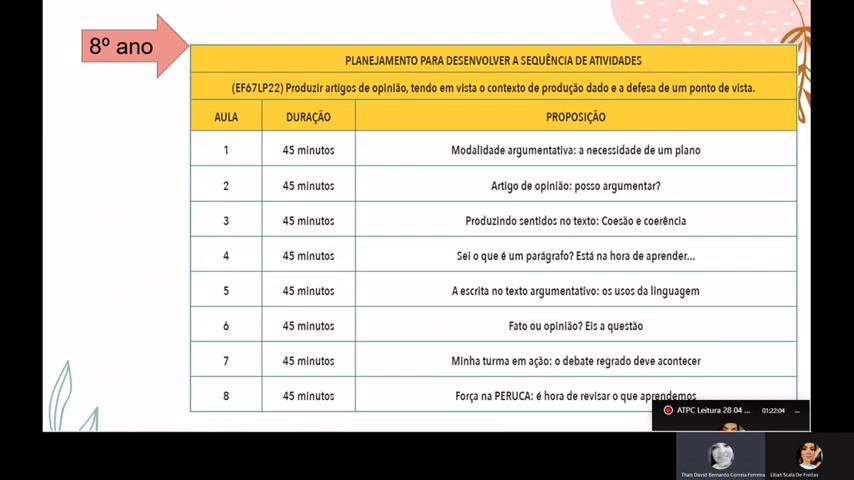 8º ano
PLANEJAMENTO PARA DESENVOLVER A SEQUÊNCIA DE ATIVIDADES
(EF67LP22) Produzir artigos de opinião, tendo em vista o contexto de produção dado e a defesa de um ponto de vista.
AULA DURAÇÃO PROPOSIÇÃO
1 45 minutos Modalidade argumentativa: a necessidade de um plano
2 45 minutos Artigo de opinião: posso argumentar?
3 45 minutos Produzindo sentidos no texto: Coesão e coerência
4 45 minutos Sei o que é um parágrafo? Está na hora de aprender...
5 45 minutos A escrita no texto argumentativo: os usos da linguagem
6 45 minutos Fato ou opinião? Eis a questão
7 45 minutos Minha turma em ação: o debate regrado deve acontecer
8 45 minutos Força na PERUCA: é hora de revisar o que aprendemos
ATPC Leitura 28 04 ... 01:22:04 ...
Thais David Bernardo Correia Ferreira Lilian Scala De Freitas